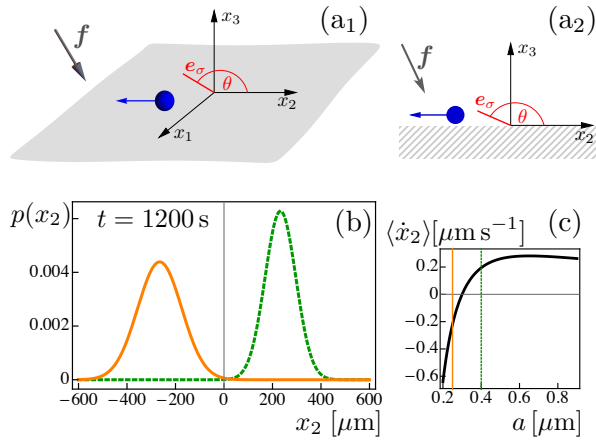 (a₁)
f
x₃
e_σ
θ
x₂
x₁
(a₂)
f
x₃
e_σ
θ
x₂
p(x₂)
t = 1200 s
(b)
0.004
0.002
0
−600 −400 −200 0 200 400 600
x₂ [μm]
⟨ẋ₂⟩[μm s⁻¹]
(c)
0.2
0
−0.2
−0.4
−0.6
0.2 0.4 0.6 0.8
a [μm]